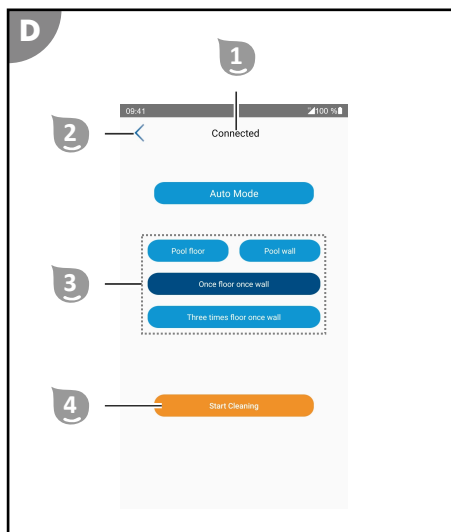 D
1
09:41 100 %
2 Connected
Auto Mode
Pool floor Pool wall
3 Once floor once wall
Three times floor once wall
4 Start Cleaning